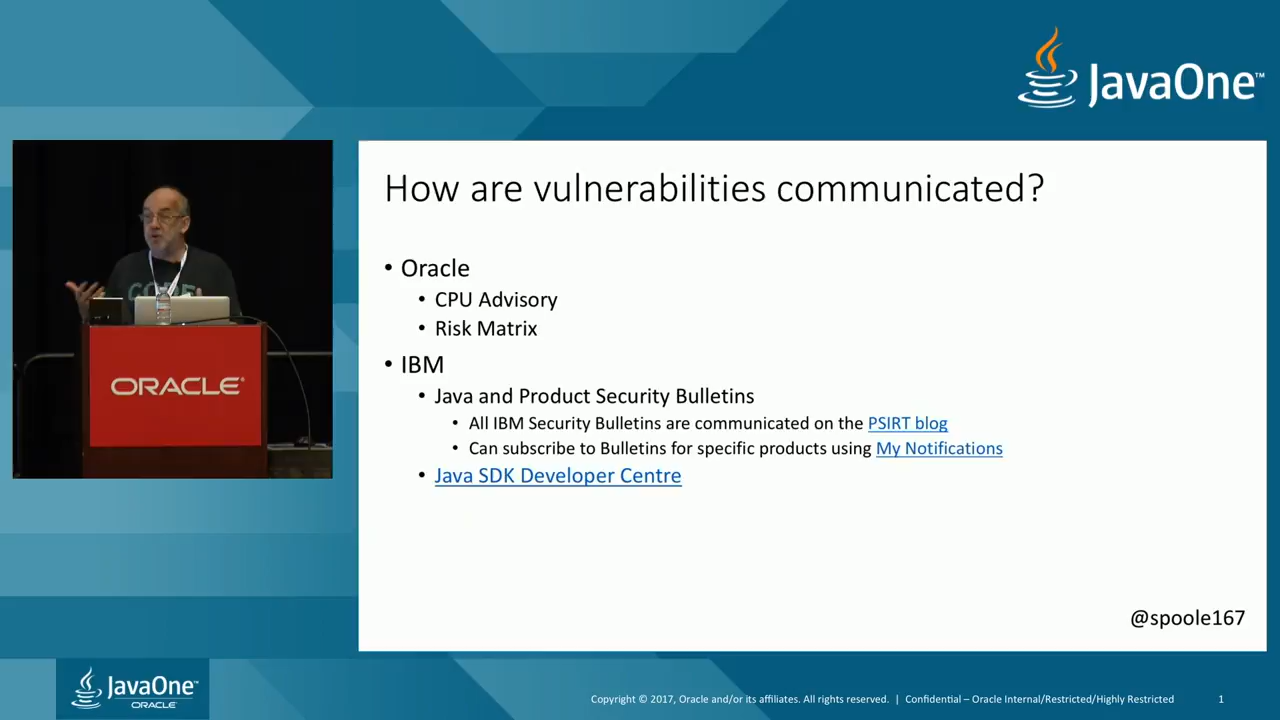 JavaOne™
How are vulnerabilities communicated?
• Oracle
• CPU Advisory
• Risk Matrix
• IBM
• Java and Product Security Bulletins
• All IBM Security Bulletins are communicated on the PSIRT blog
• Can subscribe to Bulletins for specific products using My Notifications
• Java SDK Developer Centre
ORACLE®
@spoole167
JavaOne™
ORACLE®
Copyright © 2017, Oracle and/or its affiliates. All rights reserved. | Confidential – Oracle Internal/Restricted/Highly Restricted 1